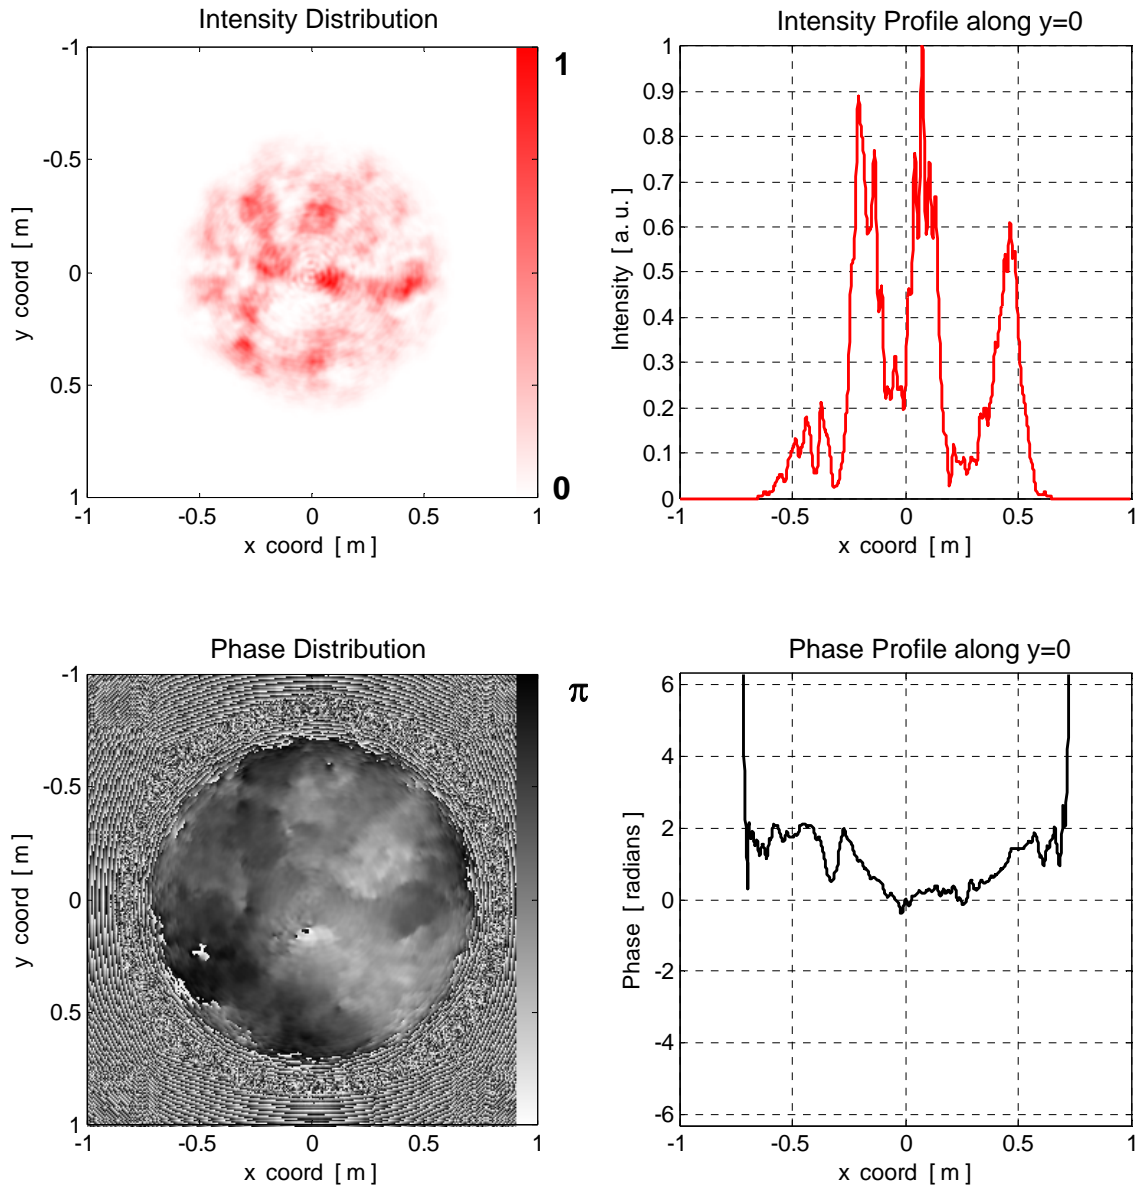 Intensity Distribution
-1
-0.5
0
0.5
1
y coord [m]
-1 -0.5 0 0.5 1
x coord [m]
1
0
Intensity Profile along y=0
1
0.9
0.8
0.7
0.6
0.5
0.4
0.3
0.2
0.1
0
Intensity [a.u.]
-1 -0.5 0 0.5 1
x coord [m]
Phase Distribution
-1
-0.5
0
0.5
1
y coord [m]
-1 -0.5 0 0.5 1
x coord [m]
π
Phase Profile along y=0
6
4
2
0
-2
-4
-6
Phase [radians]
-1 -0.5 0 0.5 1
x coord [m]